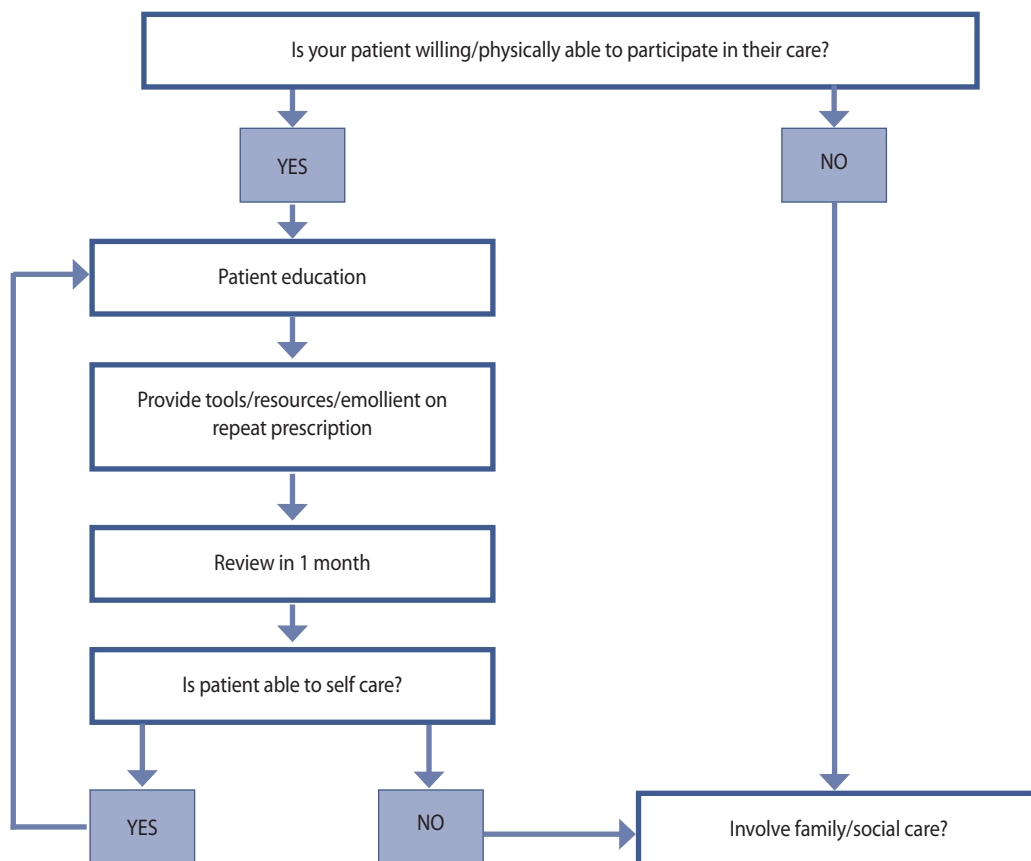 Is your patient willing/physically able to participate in their care?
YES
NO
Patient education
Provide tools/resources/emollient on
repeat prescription
Review in 1 month
Is patient able to self care?
YES
NO
Involve family/social care?